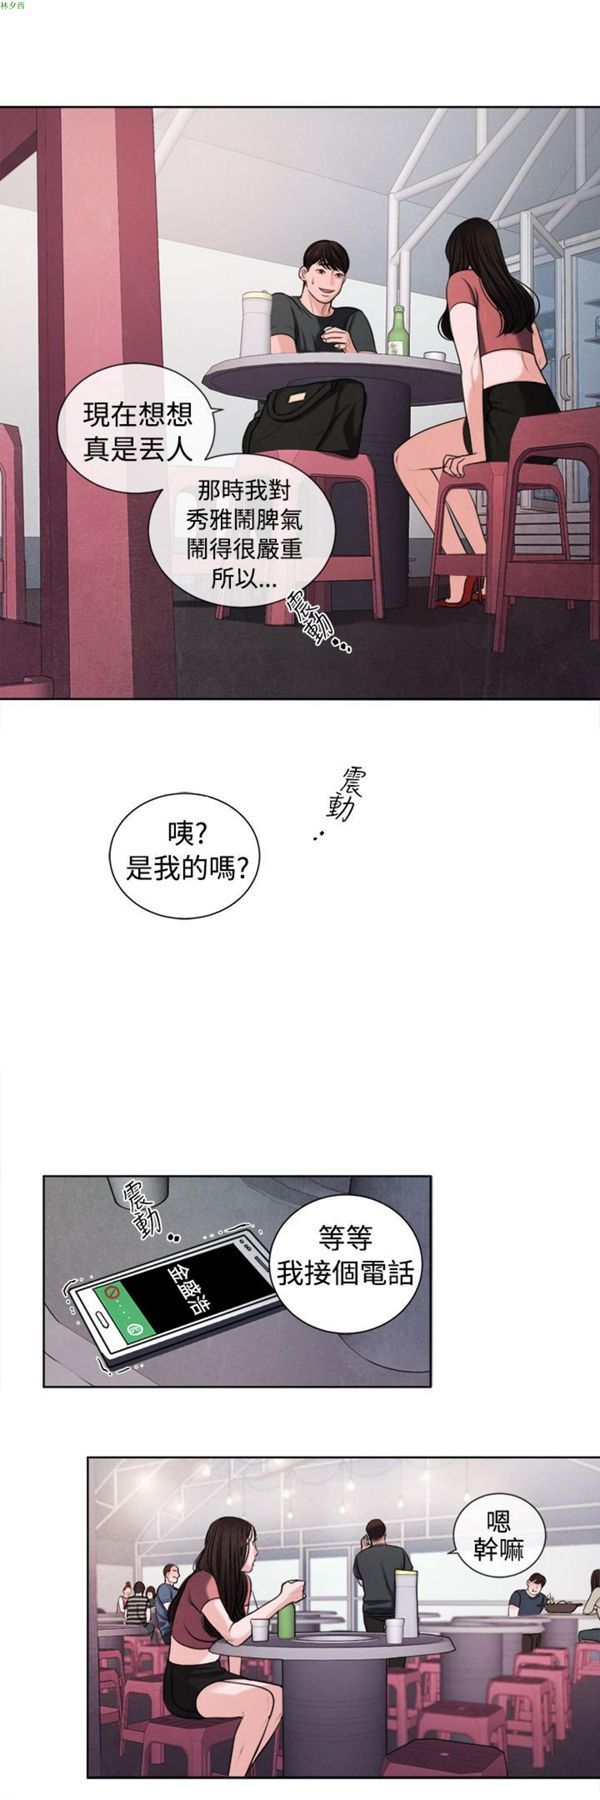 林夕西
現在想想
真是丟人
那時我對
秀雅鬧脾氣
鬧得很嚴重
所以...
震動...
震動..
咦?
是我的嗎?
震動..
金盛浩
等等
我接個電話
嗯
幹嘛